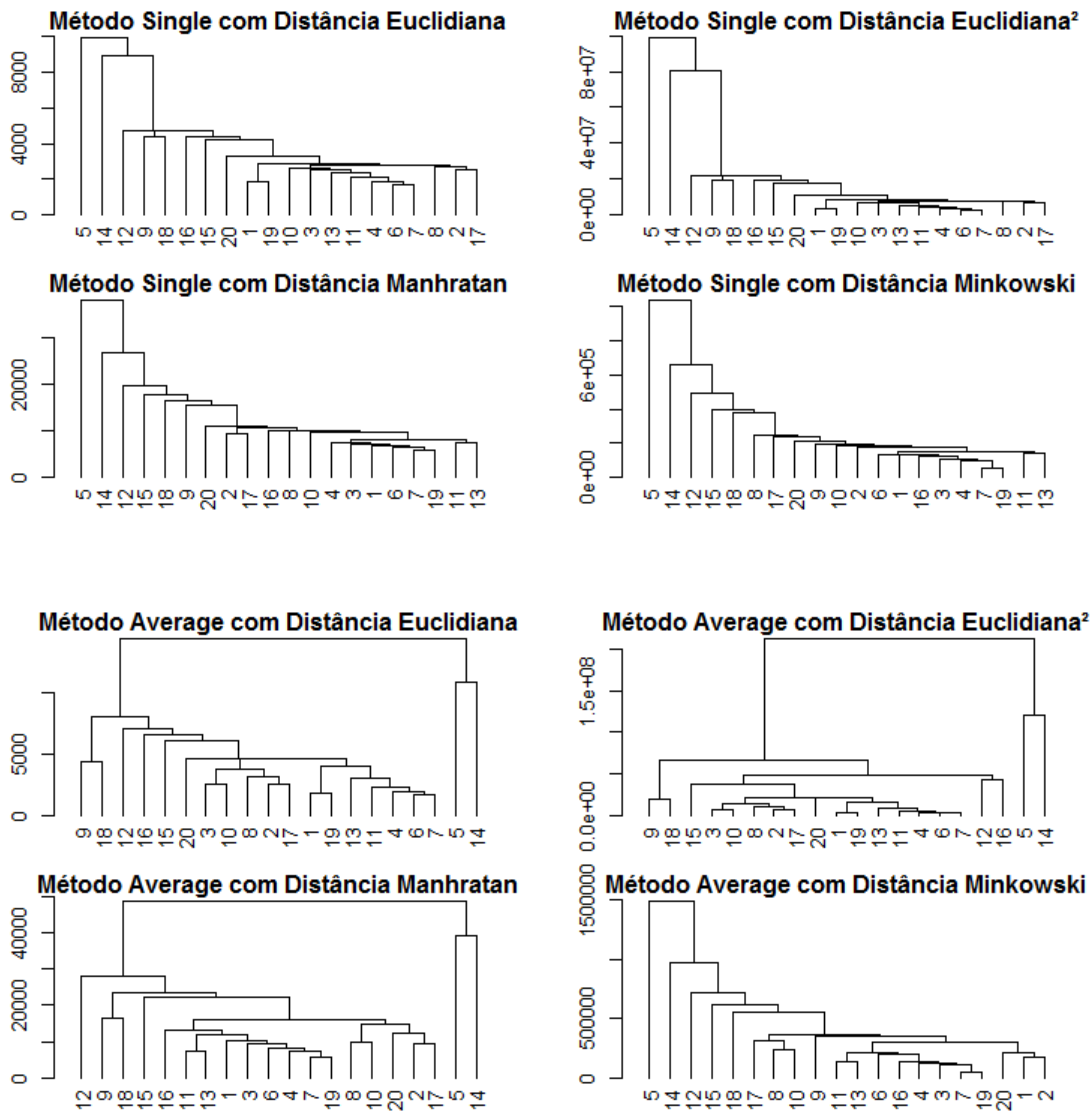 Método Single com Distância Euclidiana
8000
4000
0
5 14 12 9 18 16 15 20 1 19 10 3 13 11 4 6 7 8 2 17
Método Single com Distância Euclidiana²
8e+07
4e+07
0e+00
5 14 12 9 18 16 15 20 1 19 10 3 13 11 4 6 7 8 2 17
Método Single com Distância Manhratan
20000
0
5 14 12 15 18 9 20 2 17 16 8 10 4 3 1 6 7 19 11 13
Método Single com Distância Minkowski
6e+05
0e+00
5 14 12 15 18 8 17 20 9 10 2 6 1 16 3 4 7 19 11 13
Método Average com Distância Euclidiana
5000
0
9 18 12 16 15 20 3 10 8 2 17 1 19 13 11 4 6 7 5 14
Método Average com Distância Euclidiana²
1.5e+08
0.0e+00
9 18 15 3 10 8 2 17 20 1 19 13 11 4 6 7 12 16 5 14
Método Average com Distância Manhratan
40000
20000
0
12 9 18 15 16 11 13 1 3 6 4 7 19 8 10 20 2 17 5 14
Método Average com Distância Minkowski
1500000
500000
0
5 14 12 15 18 17 8 10 9 11 13 6 16 4 3 7 19 20 1 2